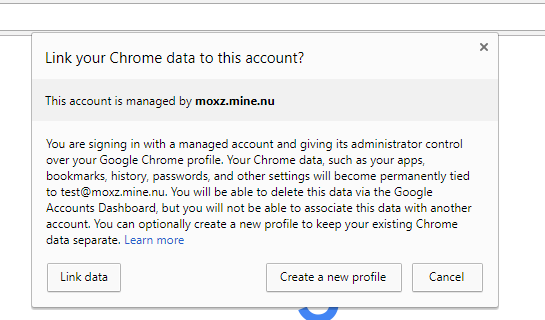 Link your Chrome data to this account?
This account is managed by moxz.mine.nu
You are signing in with a managed account and giving its administrator control
over your Google Chrome profile. Your Chrome data, such as your apps,
bookmarks, history, passwords, and other settings will become permanently tied
to test@moxz.mine.nu. You will be able to delete this data via the Google
Accounts Dashboard, but you will not be able to associate this data with another
account. You can optionally create a new profile to keep your existing Chrome
data separate. Learn more
Link data
Create a new profile
Cancel